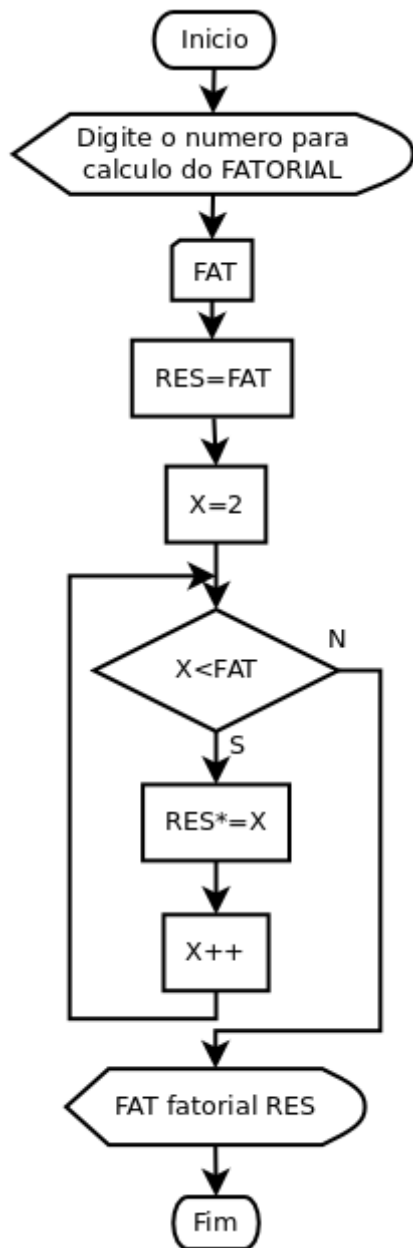 Inicio
Digite o numero para
calculo do FATORIAL
FAT
RES=FAT
X=2
X<FAT
N
S
RES*=X
X++
FAT fatorial RES
Fim